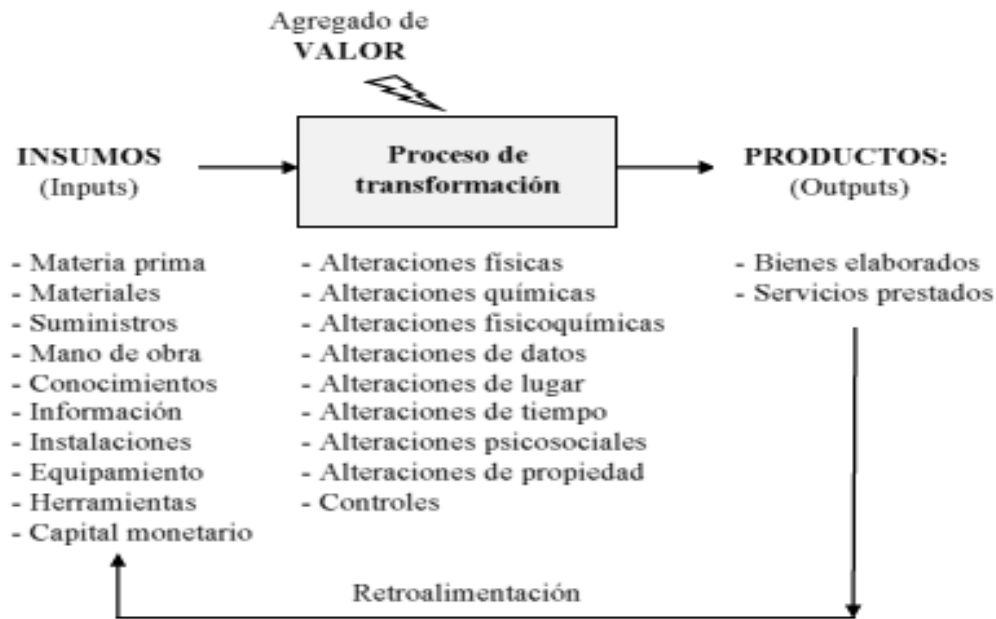 Agregado de
VALOR
INSUMOS
(Inputs)
Proceso de
transformación
PRODUCTOS:
(Outputs)
- Materia prima
- Materiales
- Suministros
- Mano de obra
- Conocimientos
- Información
- Instalaciones
- Equipamiento
- Herramientas
- Capital monetario
- Alteraciones físicas
- Alteraciones químicas
- Alteraciones fisicoquímicas
- Alteraciones de datos
- Alteraciones de lugar
- Alteraciones de tiempo
- Alteraciones psicosociales
- Alteraciones de propiedad
- Controles
- Bienes elaborados
- Servicios prestados
Retroalimentación